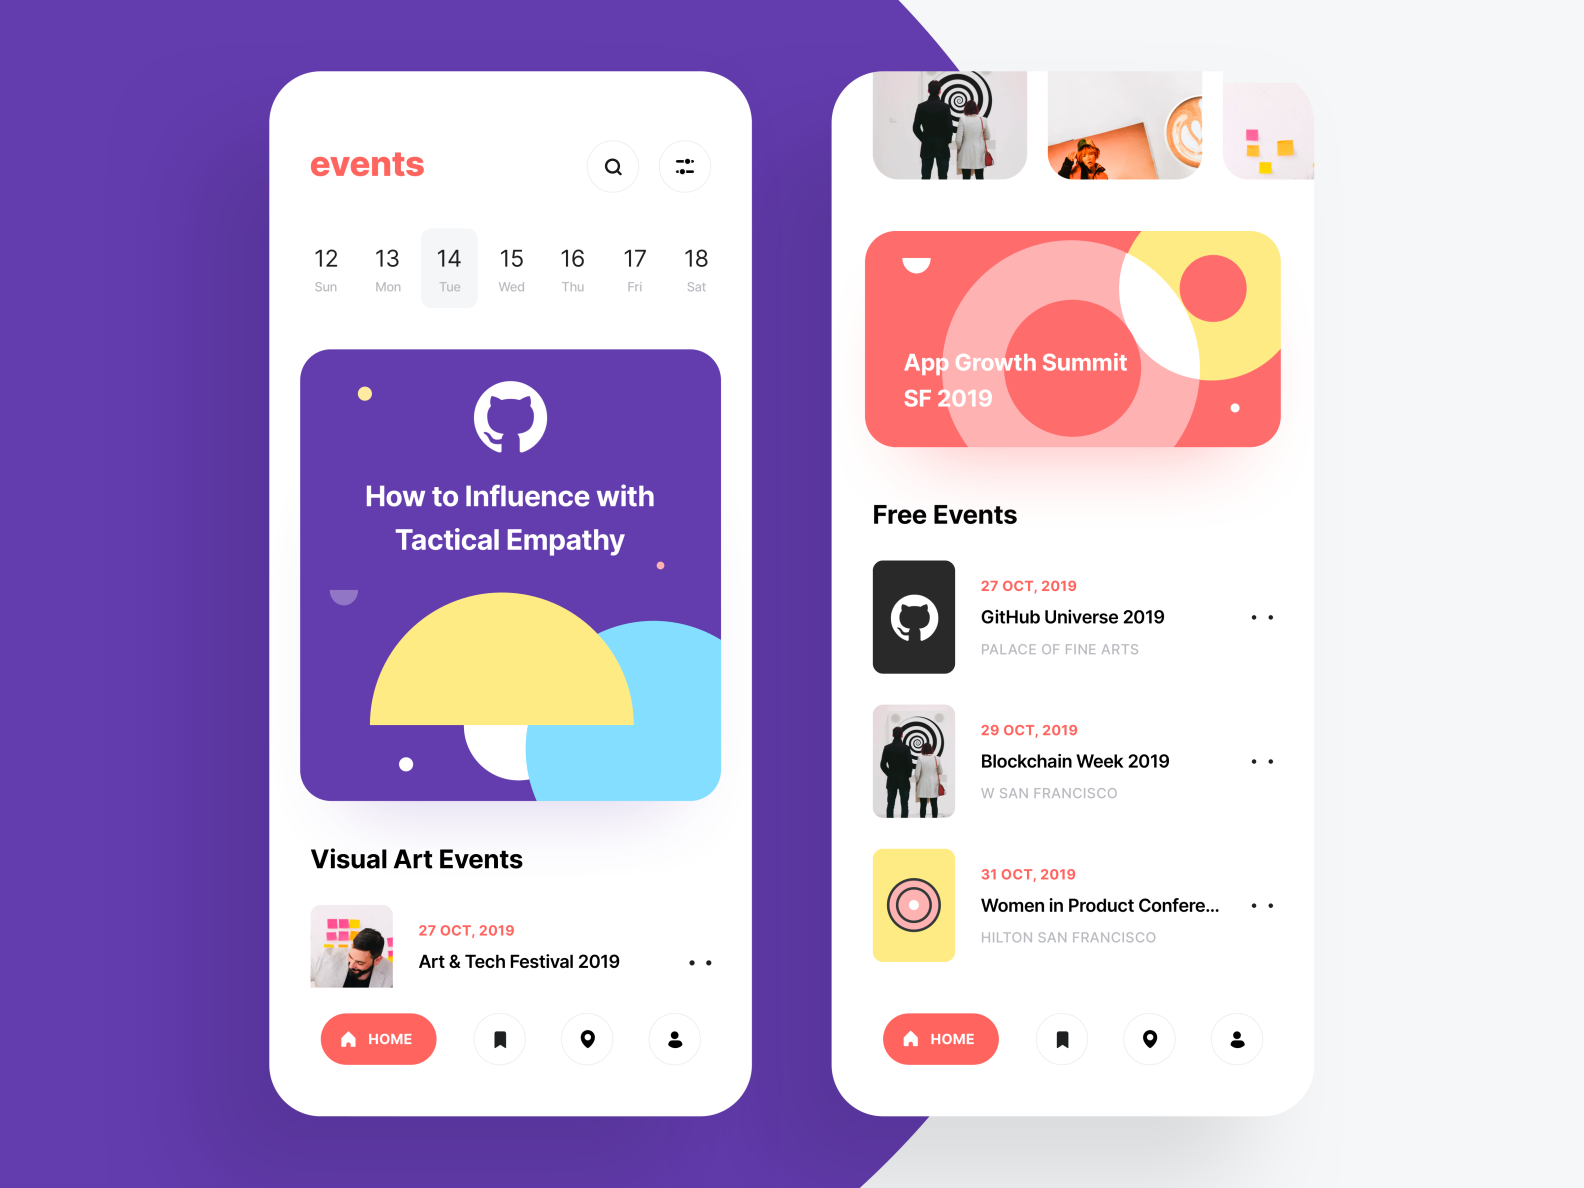 events
12 13 14 15 16 17 18
Sun Mon Tue Wed Thu Fri Sat
How to Influence with
Tactical Empathy
Visual Art Events
27 OCT, 2019
Art & Tech Festival 2019
HOME
App Growth Summit
SF 2019
Free Events
27 OCT, 2019
GitHub Universe 2019
PALACE OF FINE ARTS
29 OCT, 2019
Blockchain Week 2019
W SAN FRANCISCO
31 OCT, 2019
Women in Product Confere...
HILTON SAN FRANCISCO
HOME